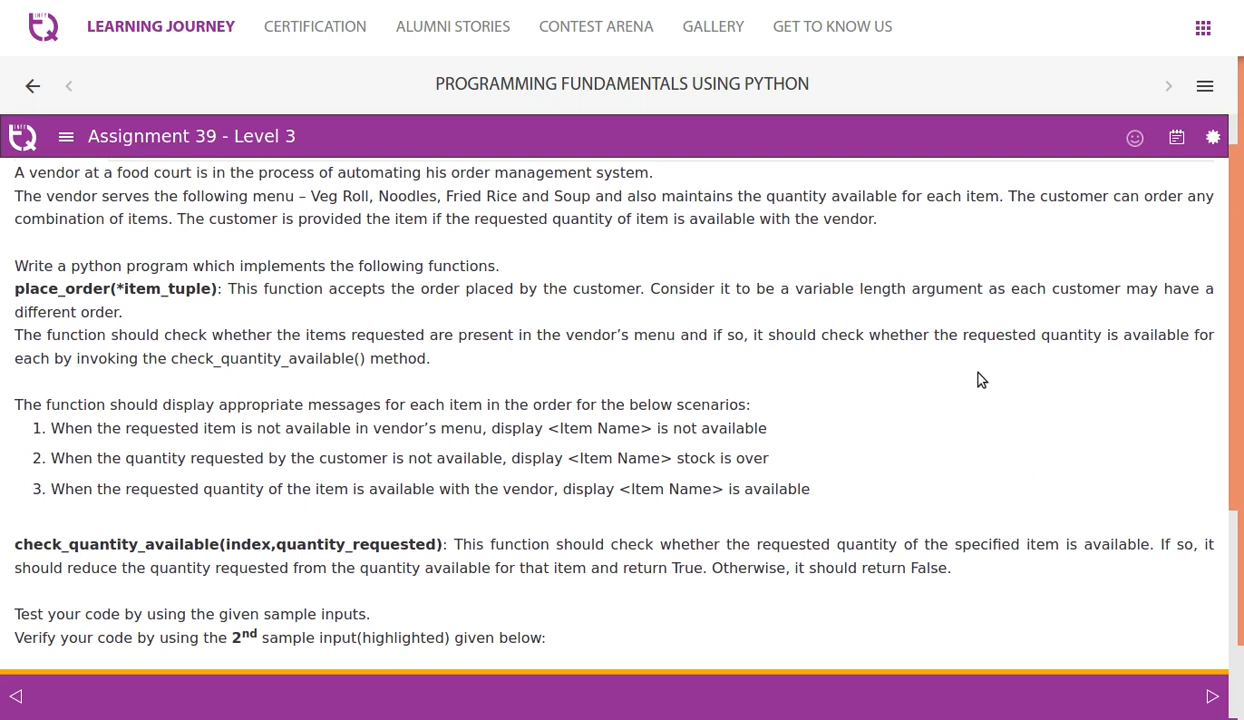 LEARNING JOURNEY CERTIFICATION ALUMNI STORIES CONTEST ARENA GALLERY GET TO KNOW US
PROGRAMMING FUNDAMENTALS USING PYTHON
Assignment 39 - Level 3
A vendor at a food court is in the process of automating his order management system.
The vendor serves the following menu – Veg Roll, Noodles, Fried Rice and Soup and also maintains the quantity available for each item. The customer can order any
combination of items. The customer is provided the item if the requested quantity of item is available with the vendor.
Write a python program which implements the following functions.
place_order(*item_tuple): This function accepts the order placed by the customer. Consider it to be a variable length argument as each customer may have a
different order.
The function should check whether the items requested are present in the vendor’s menu and if so, it should check whether the requested quantity is available for
each by invoking the check_quantity_available() method.
The function should display appropriate messages for each item in the order for the below scenarios:
1. When the requested item is not available in vendor’s menu, display <Item Name> is not available
2. When the quantity requested by the customer is not available, display <Item Name> stock is over
3. When the requested quantity of the item is available with the vendor, display <Item Name> is available
check_quantity_available(index,quantity_requested): This function should check whether the requested quantity of the specified item is available. If so, it
should reduce the quantity requested from the quantity available for that item and return True. Otherwise, it should return False.
Test your code by using the given sample inputs.
Verify your code by using the 2nd sample input(highlighted) given below: